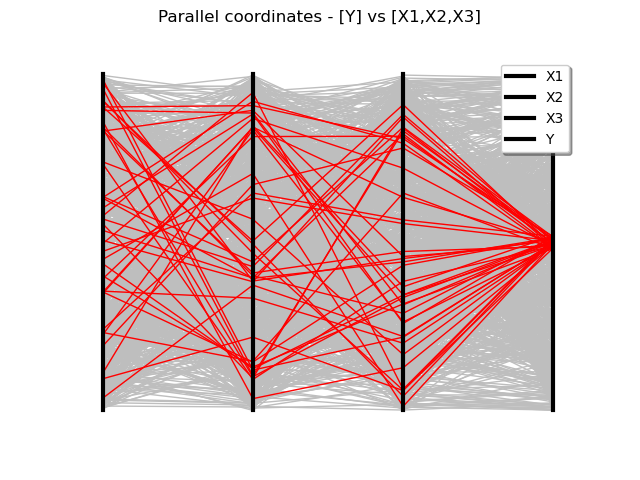 Parallel coordinates - [Y] vs [X1,X2,X3]
X1
X2
X3
Y